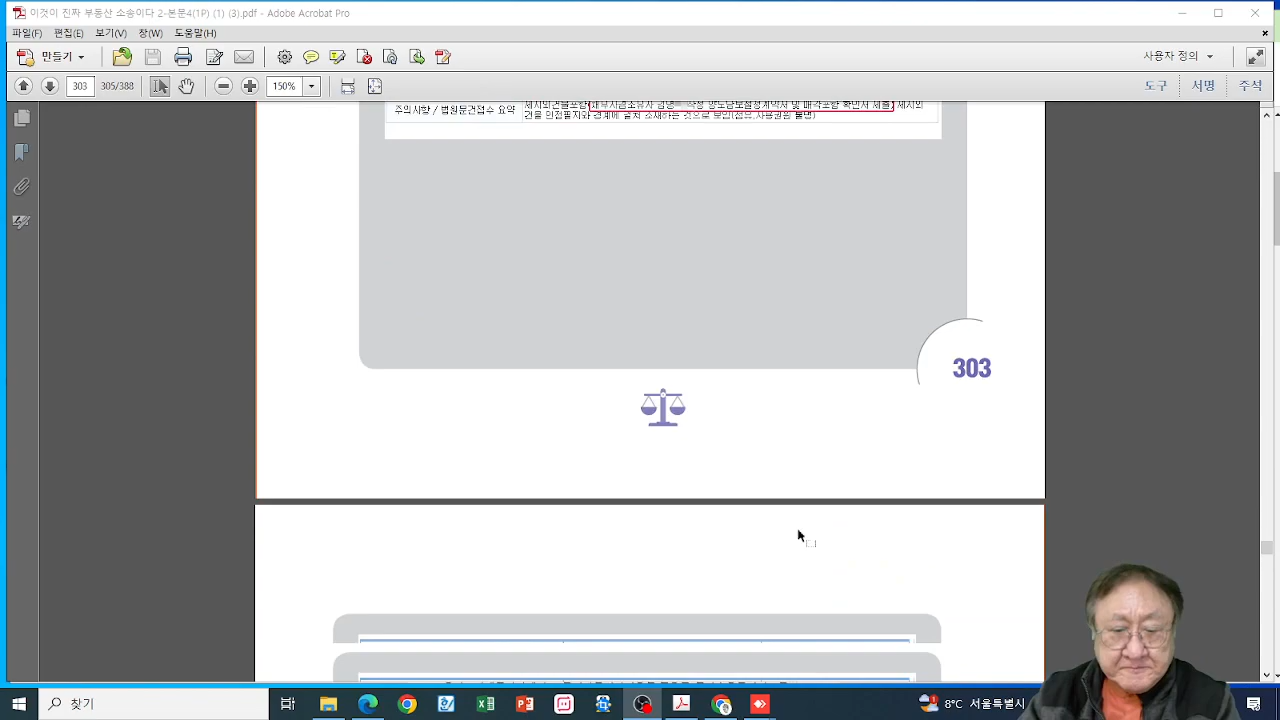 이것이 진짜 부동산 소송이다 2-본문4(1P) (1) (3).pdf - Adobe Acrobat Pro
파일(F) 편집(E) 보기(V) 창(W) 도움말(H)
만들기 사용자 정의
303 305/388 150% 도구 서명 주석
주의사항 / 법원문건접수 요약
303
찾기 8℃ 서울특별시